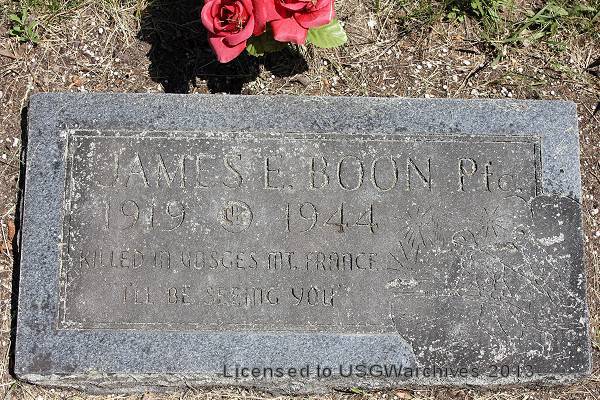 JAMES E. BOON Pfc.
1919 1944
KILLED IN VOSGES MT. FRANCE
"I'LL BE SEEING YOU"
Licensed to USGWarchives 2013